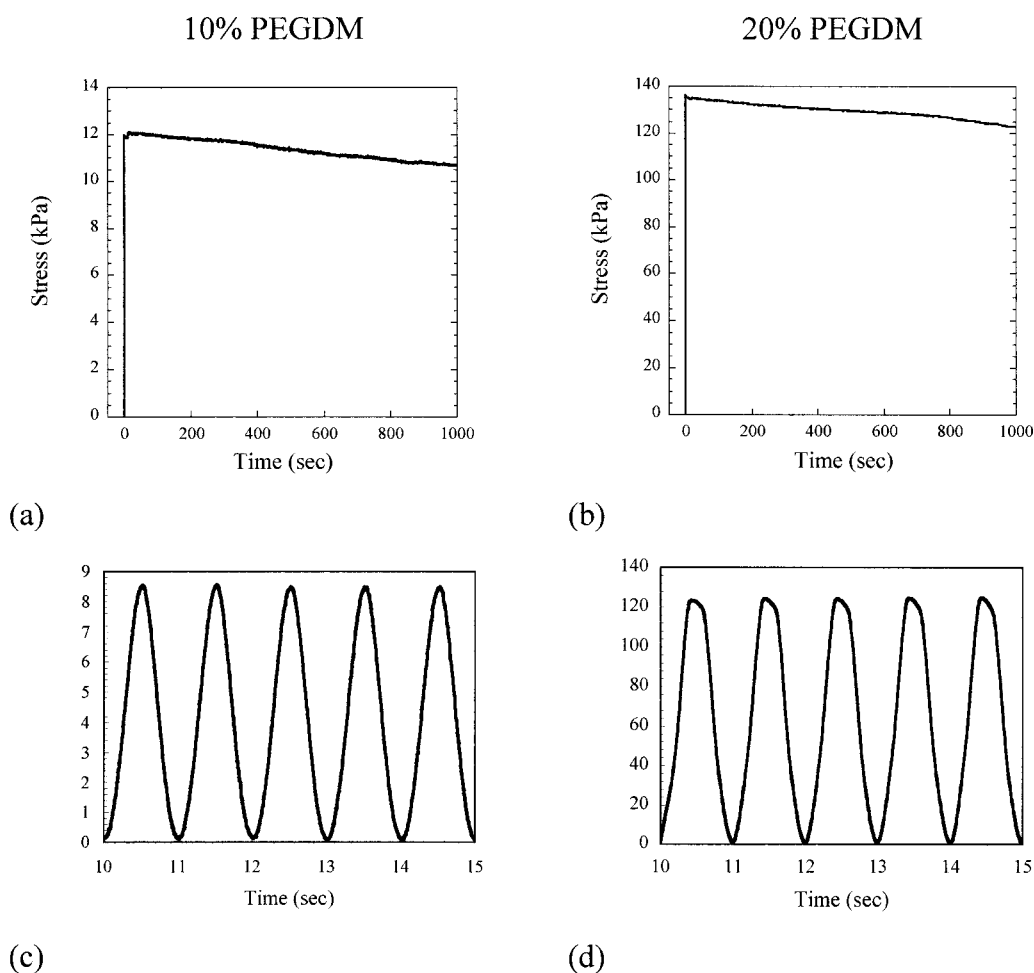 10% PEGDM
20% PEGDM
14
12
10
8
6
4
2
0
Stress (kPa)
0 200 400 600 800 1000
Time (sec)
140
120
100
80
60
40
20
0
Stress (kPa)
0 200 400 600 800 1000
Time (sec)
(a)
(b)
9
8
7
6
5
4
3
2
1
0
10 11 12 13 14 15
Time (sec)
140
120
100
80
60
40
20
0
10 11 12 13 14 15
Time (sec)
(c)
(d)